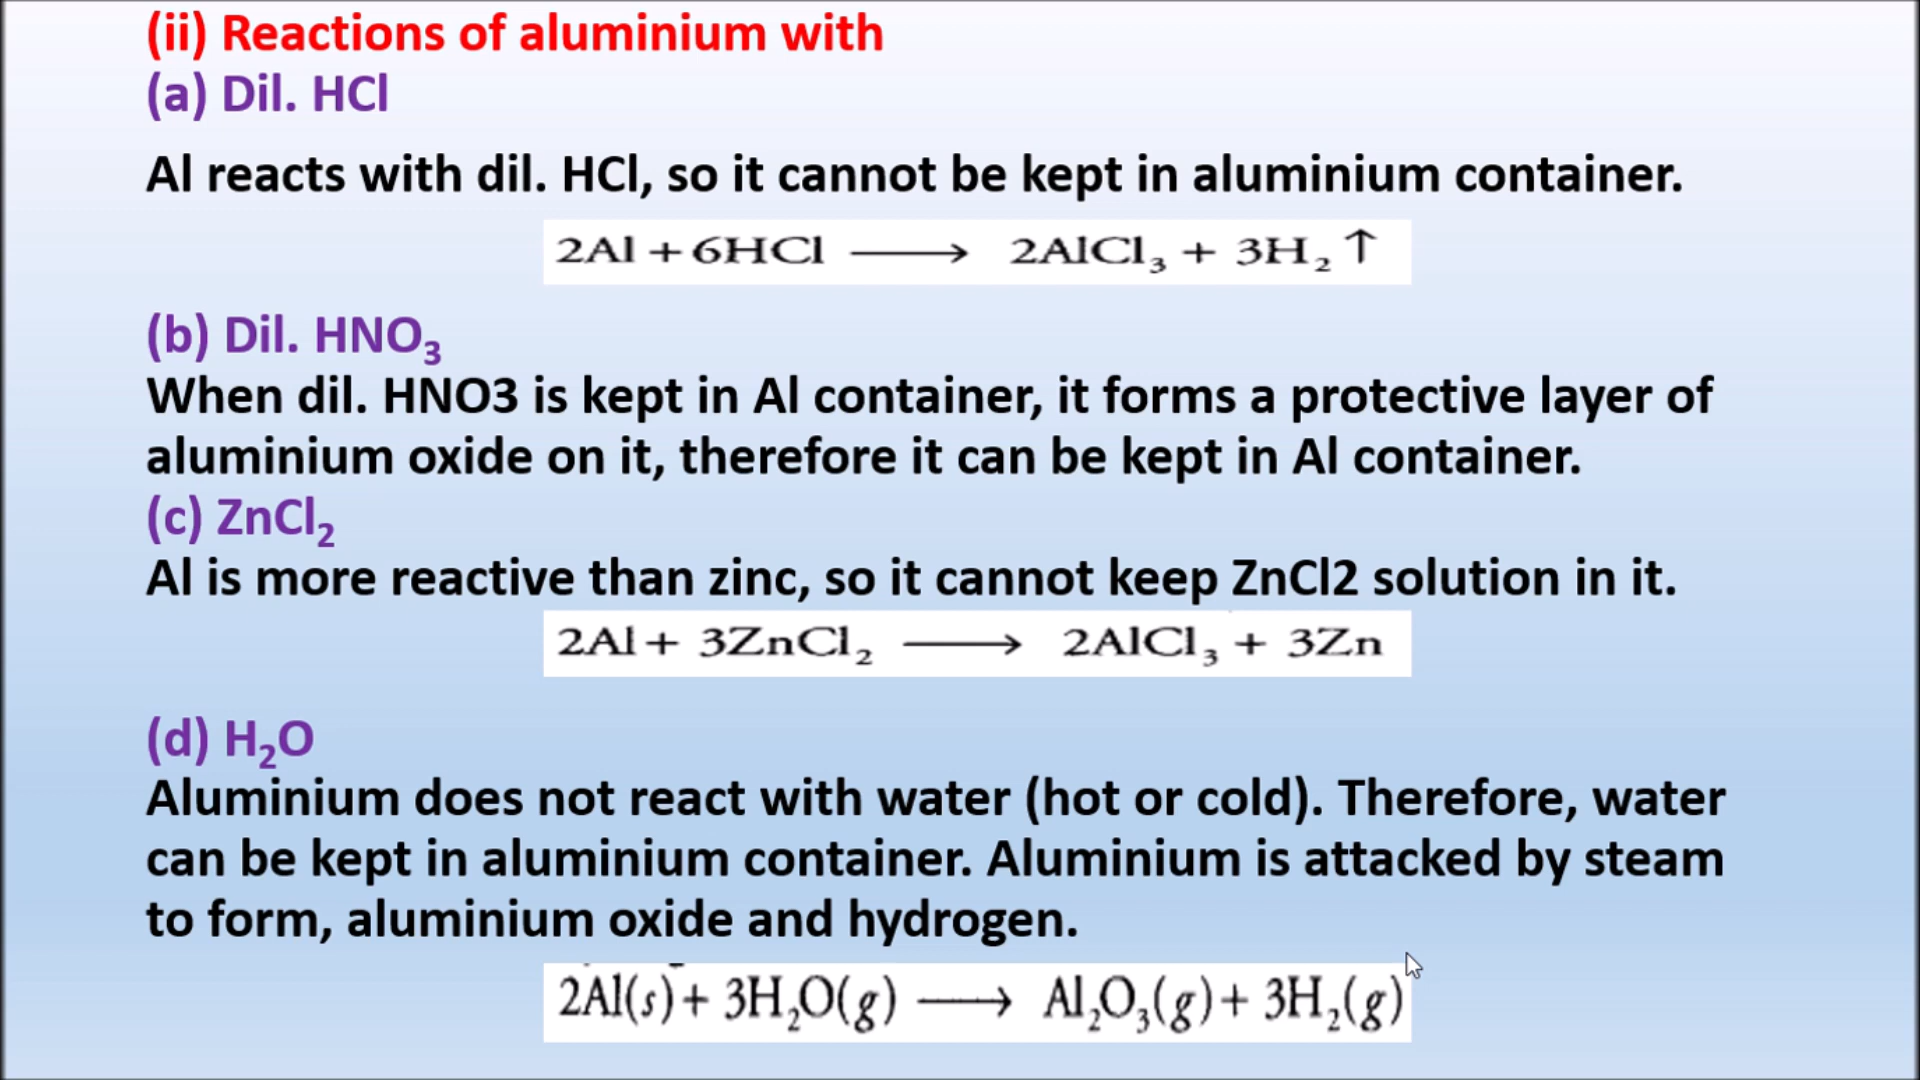 (ii) Reactions of aluminium with
(a) Dil. HCl
Al reacts with dil. HCl, so it cannot be kept in aluminium container.
2Al + 6HCl ⟶ 2AlCl₃ + 3H₂ ↑
(b) Dil. HNO₃
When dil. HNO3 is kept in Al container, it forms a protective layer of
aluminium oxide on it, therefore it can be kept in Al container.
(c) ZnCl₂
Al is more reactive than zinc, so it cannot keep ZnCl2 solution in it.
2Al + 3ZnCl₂ ⟶ 2AlCl₃ + 3Zn
(d) H₂O
Aluminium does not react with water (hot or cold). Therefore, water
can be kept in aluminium container. Aluminium is attacked by steam
to form, aluminium oxide and hydrogen.
2Al(s) + 3H₂O(g) ⟶ Al₂O₃(g) + 3H₂(g)